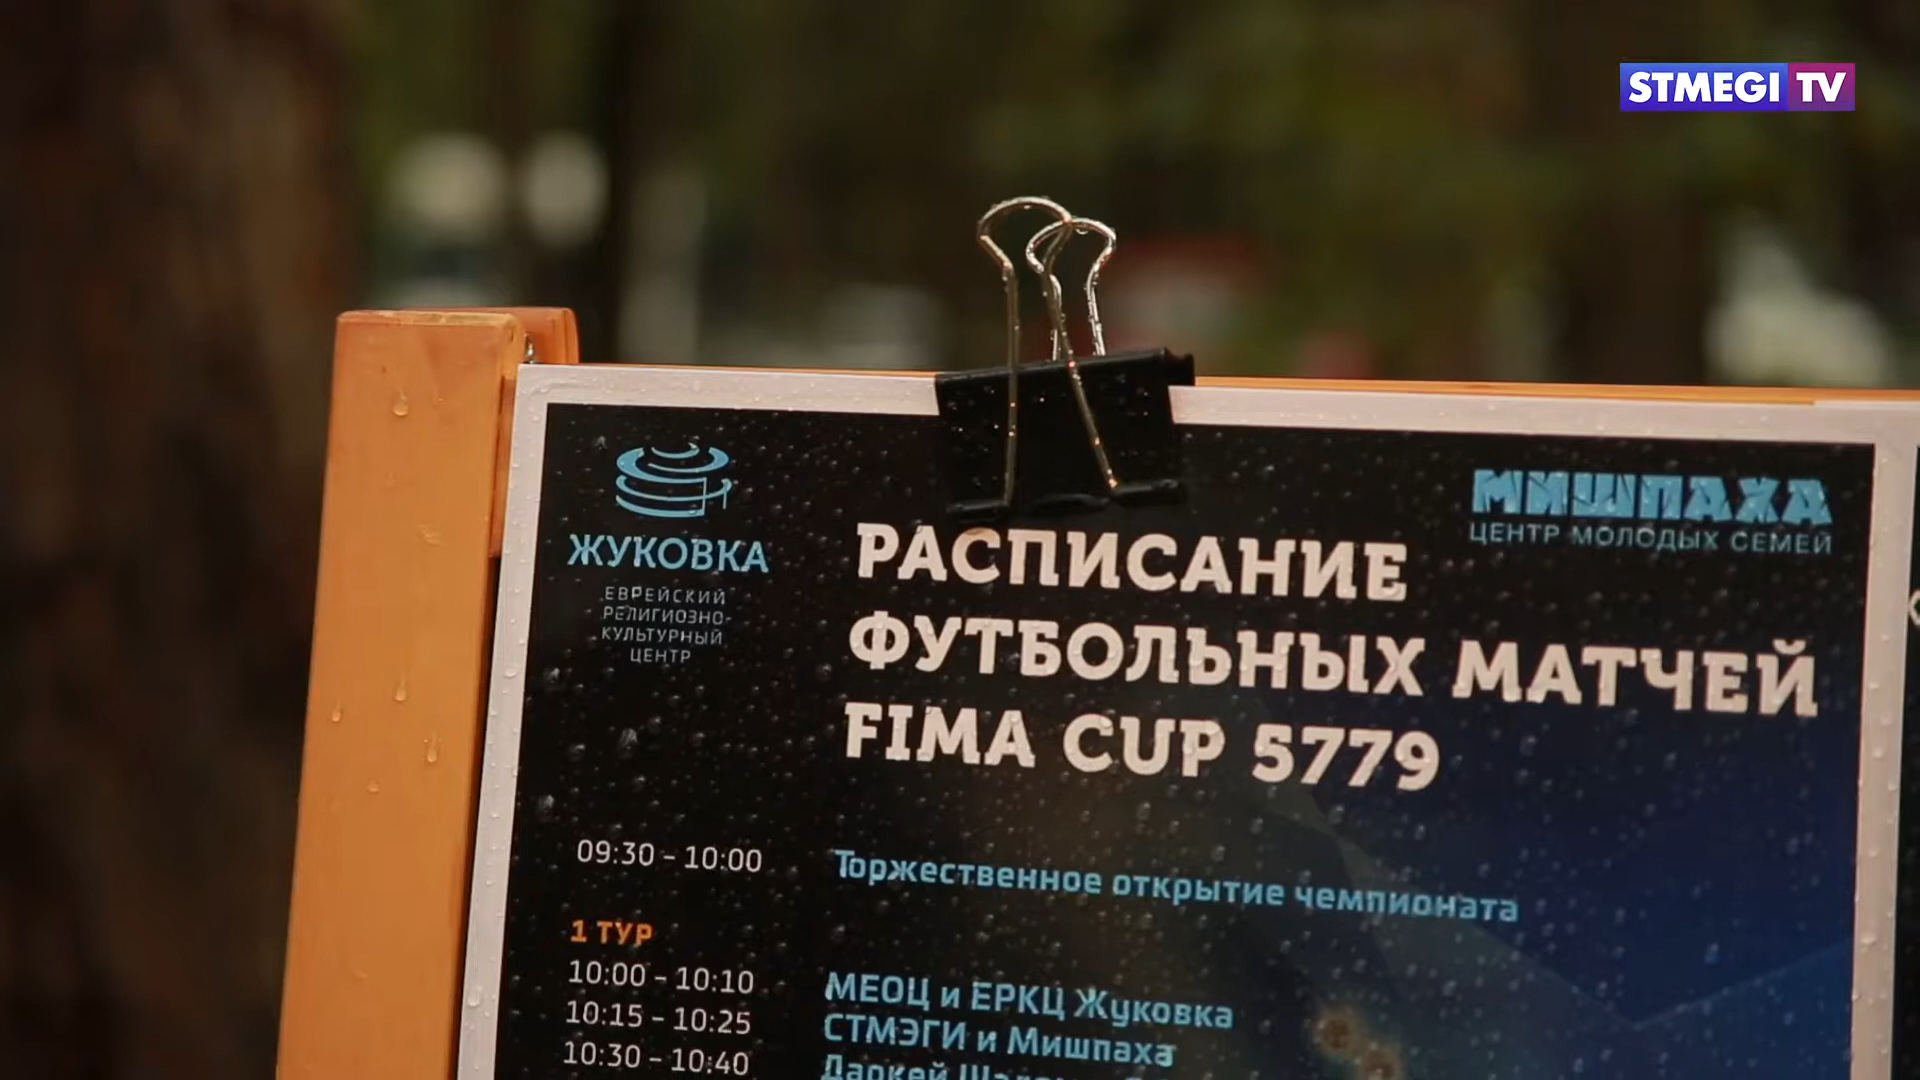 STMEGI TV
ЖУКОВКА
ЕВРЕЙСКИЙ
РЕЛИГИОЗНО-
КУЛЬТУРНЫЙ
ЦЕНТР
МИШПАХА
ЦЕНТР МОЛОДЫХ СЕМЕЙ
РАСПИСАНИЕ
ФУТБОЛЬНЫХ МАТЧЕЙ
FIMA CUP 5779
09:30 – 10:00 Торжественное открытие чемпионата
1 ТУР
10:00 – 10:10 МЕОЦ и ЕРКЦ Жуковка
10:15 – 10:25 СТМЭГИ и Мишпаха
10:30 – 10:40 Даркей